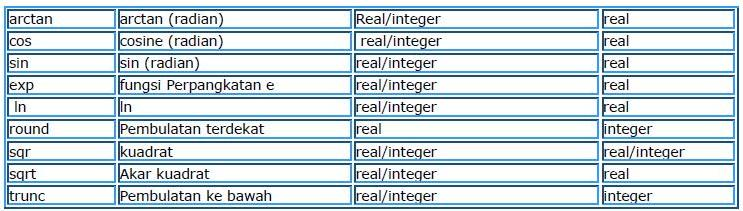 arctan arctan (radian) Real/integer real
cos cosine (radian) real/integer real
sin sin (radian) real/integer real
exp fungsi Perpangkatan e real/integer real
ln ln real/integer real
round Pembulatan terdekat real integer
sqr kuadrat real/integer real/integer
sqrt Akar kuadrat real/integer real
trunc Pembulatan ke bawah real/integer integer